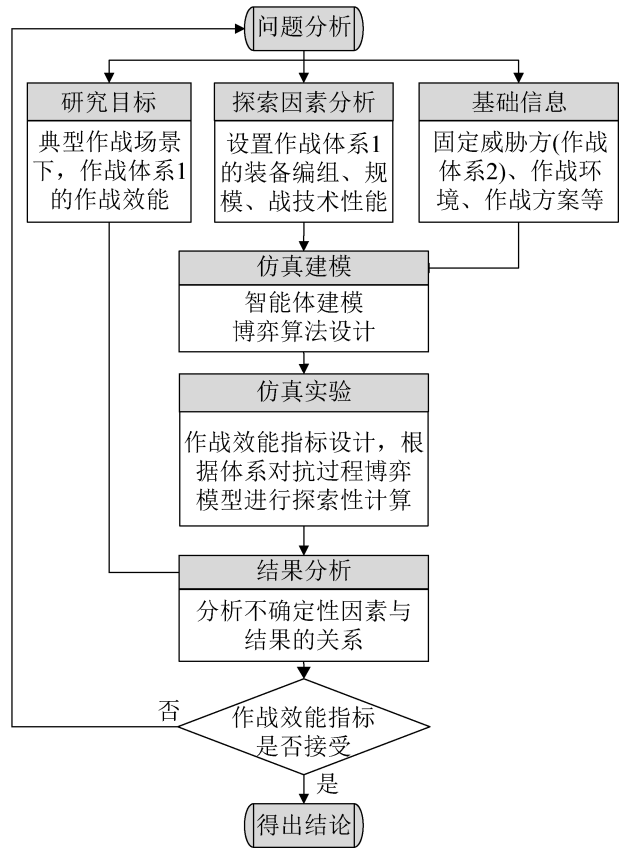 问题分析
研究目标
典型作战场景
下，作战体系1
的作战效能
探索因素分析
设置作战体系1
的装备编组、规
模、战技术性能
基础信息
固定威胁方(作战
体系2)、作战环
境、作战方案等
仿真建模
智能体建模
博弈算法设计
仿真实验
作战效能指标设计，根
据体系对抗过程博弈
模型进行探索性计算
结果分析
分析不确定性因素与
结果的关系
否
作战效能指标
是否接受
是
得出结论